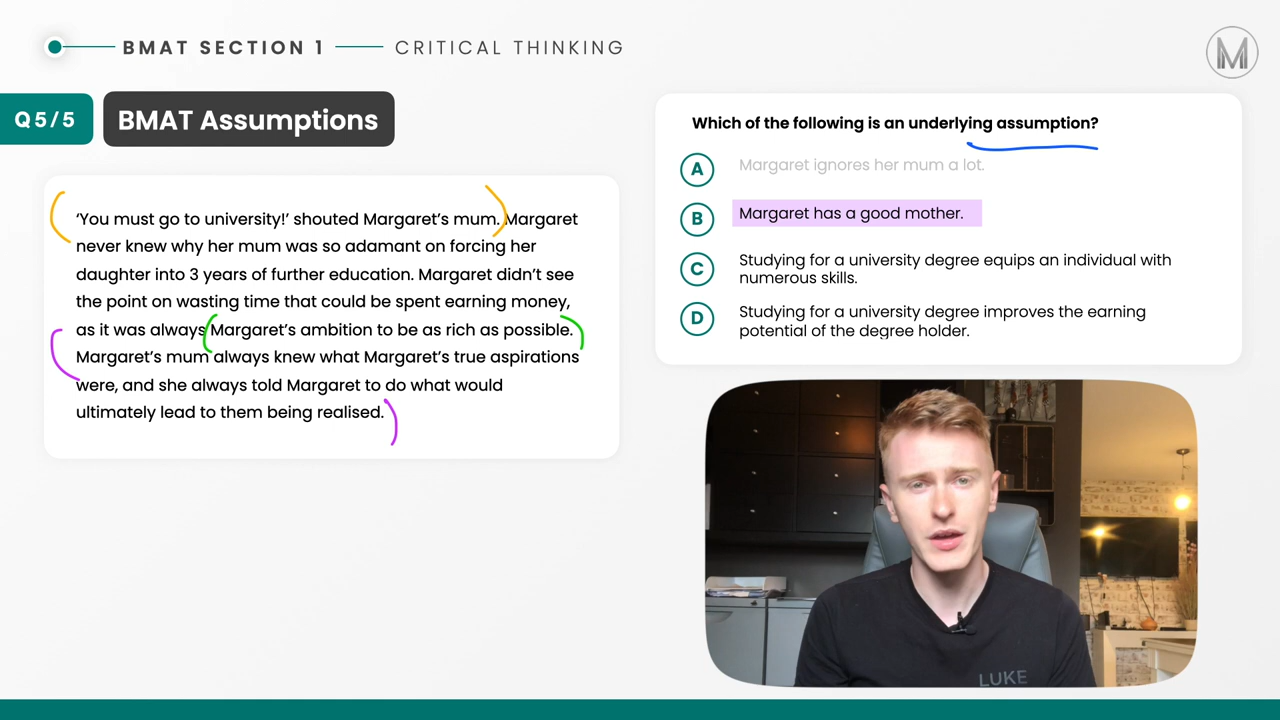 BMAT SECTION 1 CRITICAL THINKING
M
Q5/5
BMAT Assumptions
‘You must go to university!’ shouted Margaret’s mum. Margaret
never knew why her mum was so adamant on forcing her
daughter into 3 years of further education. Margaret didn’t see
the point on wasting time that could be spent earning money,
as it was always Margaret’s ambition to be as rich as possible.
Margaret’s mum always knew what Margaret’s true aspirations
were, and she always told Margaret to do what would
ultimately lead to them being realised.
Which of the following is an underlying assumption?
A
Margaret ignores her mum a lot.
B
Margaret has a good mother.
C
Studying for a university degree equips an individual with
numerous skills.
D
Studying for a university degree improves the earning
potential of the degree holder.
LUKE